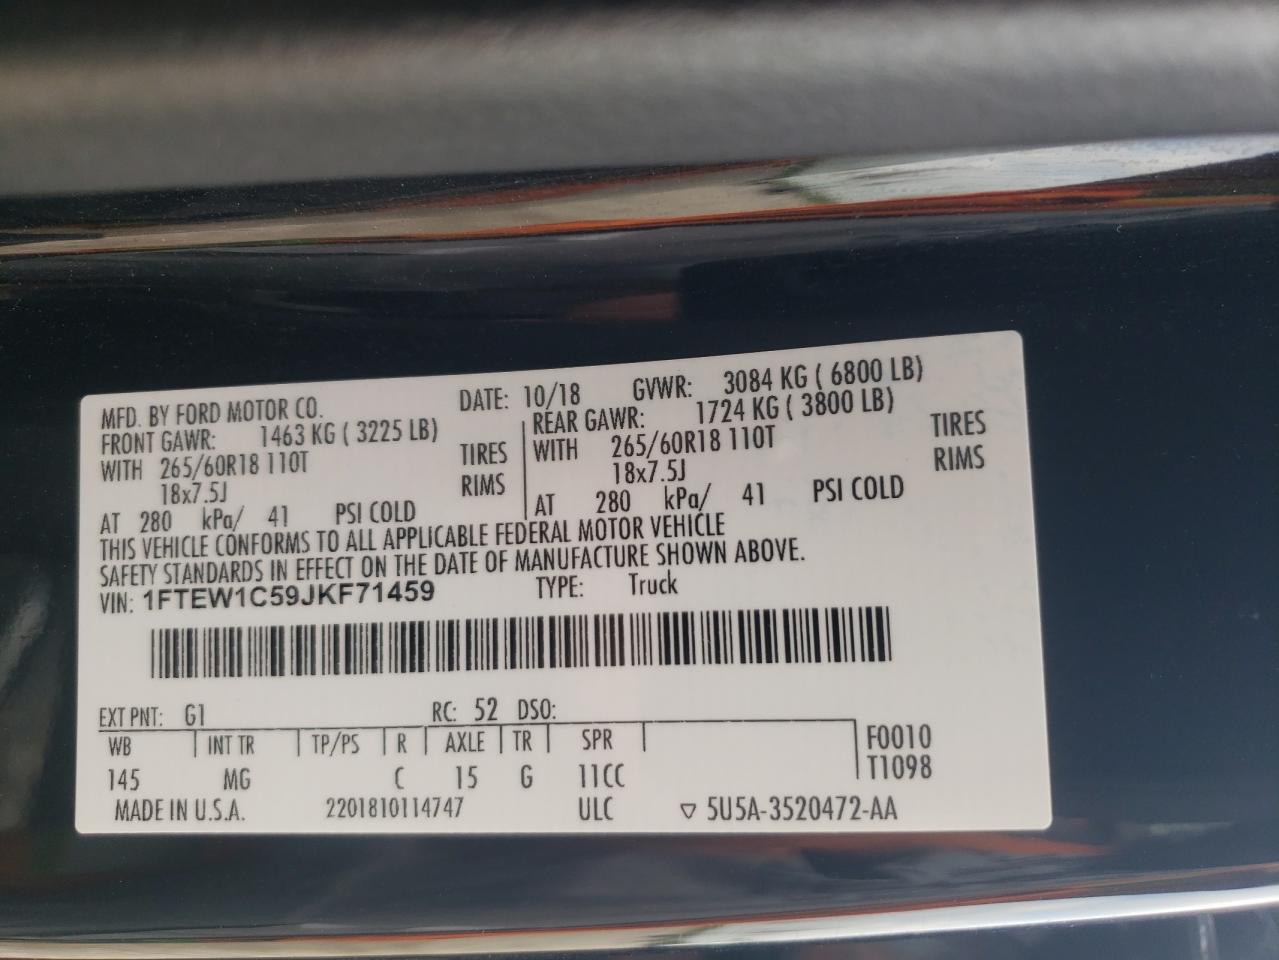 MFD. BY FORD MOTOR CO. DATE: 10/18 GVWR: 3084 KG ( 6800 LB)
FRONT GAWR: 1463 KG ( 3225 LB) REAR GAWR: 1724 KG ( 3800 LB)
WITH 265/60R18 110T TIRES WITH 265/60R18 110T TIRES
18x7.5J RIMS 18x7.5J RIMS
AT 280 kPa/ 41 PSI COLD AT 280 kPa/ 41 PSI COLD
THIS VEHICLE CONFORMS TO ALL APPLICABLE FEDERAL MOTOR VEHICLE
SAFETY STANDARDS IN EFFECT ON THE DATE OF MANUFACTURE SHOWN ABOVE.
VIN: 1FTEW1C59JKF71459 TYPE: Truck
EXT PNT: G1 RC: 52 DSO:
WB INT TR TP/PS R AXLE TR SPR F0010
145 MG C 15 G 11CC T1098
MADE IN U.S.A. 2201810114747 ULC ▽ 5U5A-3520472-AA